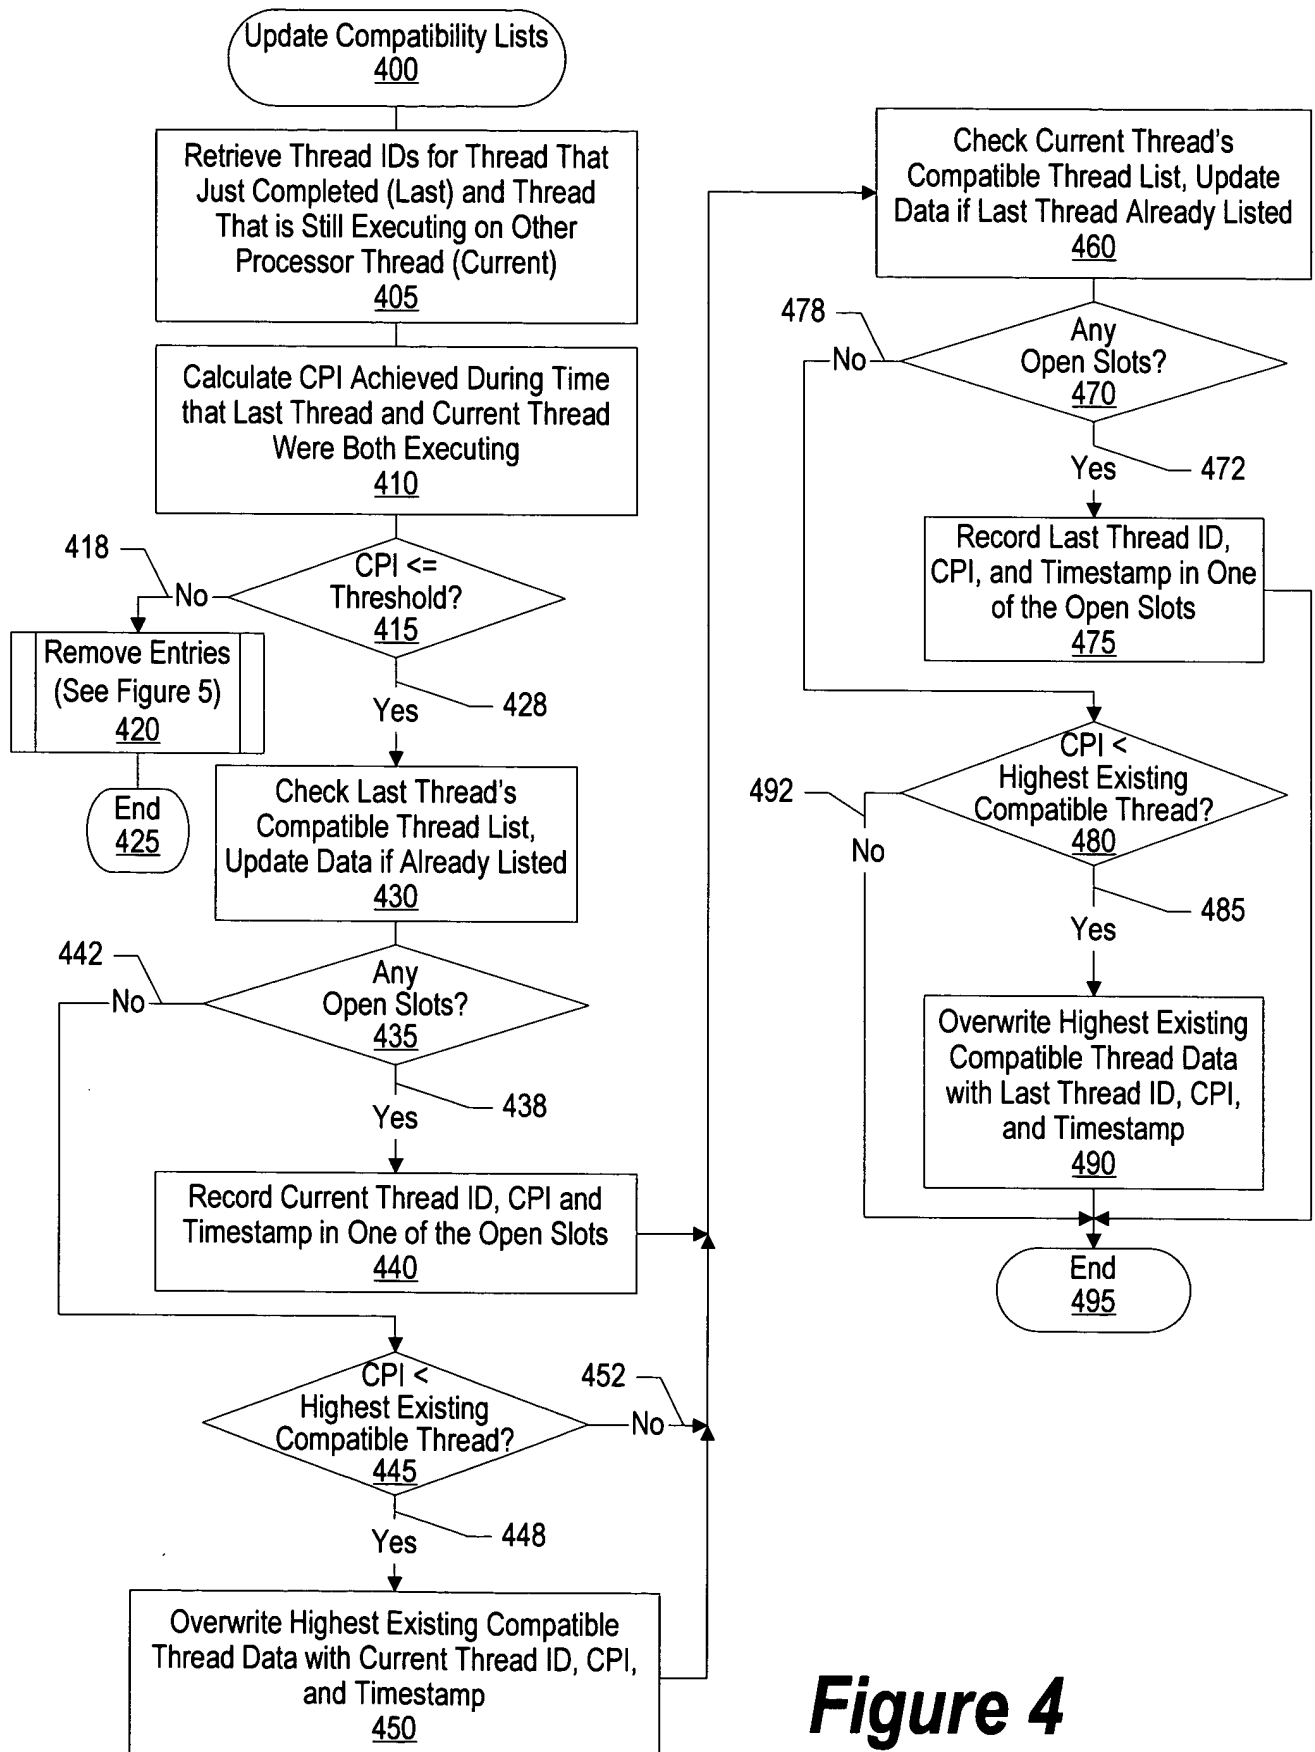 Update Compatibility Lists
400
Retrieve Thread IDs for Thread That
Just Completed (Last) and Thread
That is Still Executing on Other
Processor Thread (Current)
405
Calculate CPI Achieved During Time
that Last Thread and Current Thread
Were Both Executing
410
418
No
CPI <=
Threshold?
415
Remove Entries
(See Figure 5)
420
End
425
428
Yes
Check Last Thread's
Compatible Thread List,
Update Data if Already Listed
430
442
No
Any
Open Slots?
435
438
Yes
Record Current Thread ID, CPI and
Timestamp in One of the Open Slots
440
CPI <
Highest Existing
Compatible Thread?
445
452
No
448
Yes
Overwrite Highest Existing Compatible
Thread Data with Current Thread ID, CPI,
and Timestamp
450
Check Current Thread's
Compatible Thread List, Update
Data if Last Thread Already Listed
460
478
No
Any
Open Slots?
470
472
Yes
Record Last Thread ID,
CPI, and Timestamp in One
of the Open Slots
475
CPI <
Highest Existing
Compatible Thread?
480
492
No
485
Yes
Overwrite Highest Existing
Compatible Thread Data
with Last Thread ID, CPI,
and Timestamp
490
End
495
Figure 4